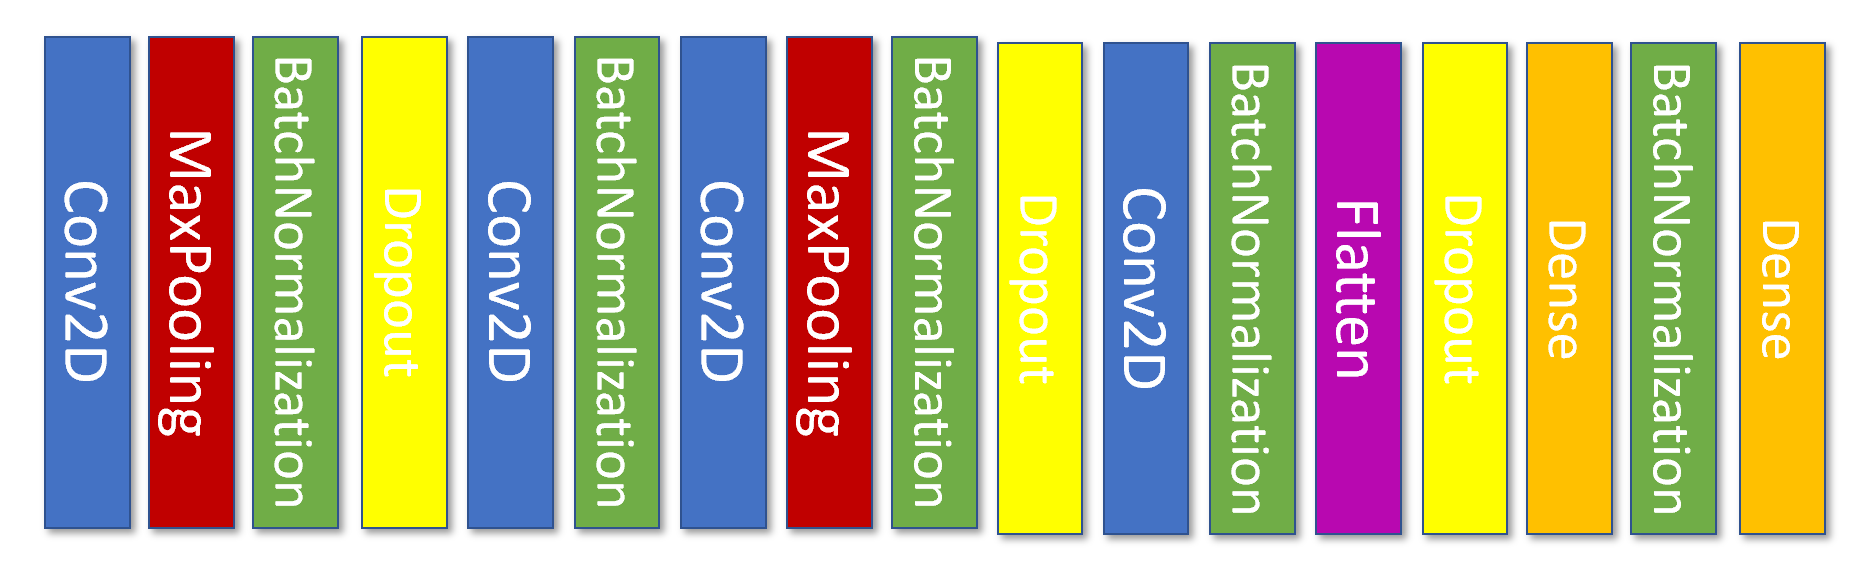 Conv2D
MaxPooling
BatchNormalization
Dropout
Conv2D
BatchNormalization
Conv2D
MaxPooling
BatchNormalization
Dropout
Conv2D
BatchNormalization
Flatten
Dropout
Dense
BatchNormalization
Dense